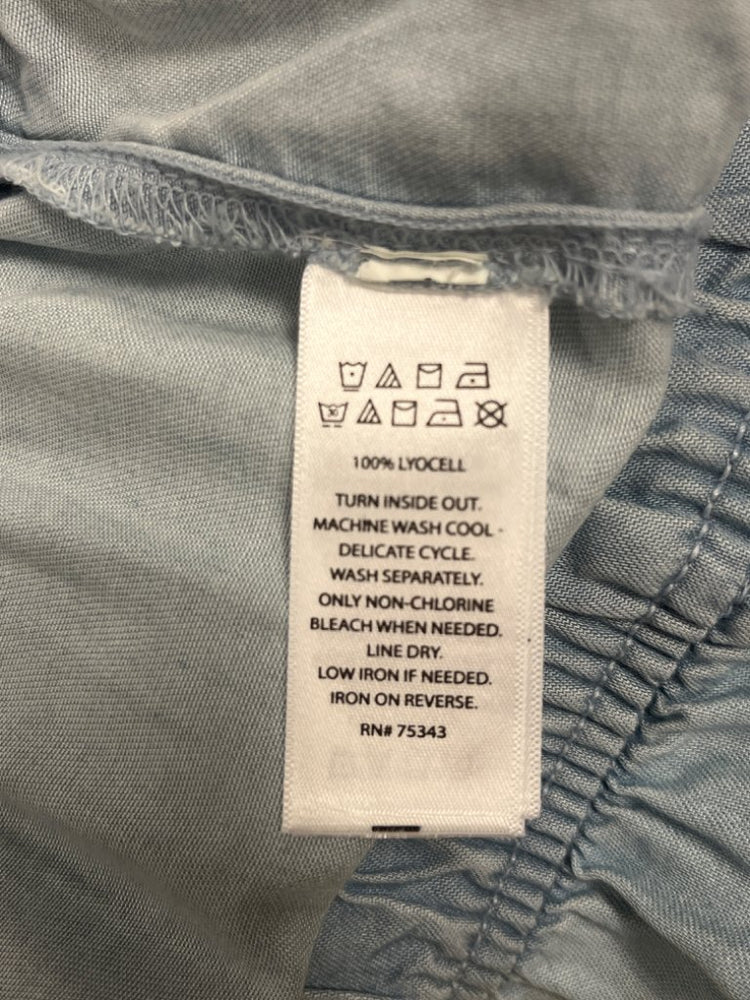 30
100% LYOCELL
TURN INSIDE OUT.
MACHINE WASH COOL -
DELICATE CYCLE.
WASH SEPARATELY.
ONLY NON-CHLORINE
BLEACH WHEN NEEDED.
LINE DRY.
LOW IRON IF NEEDED.
IRON ON REVERSE.
RN# 75343